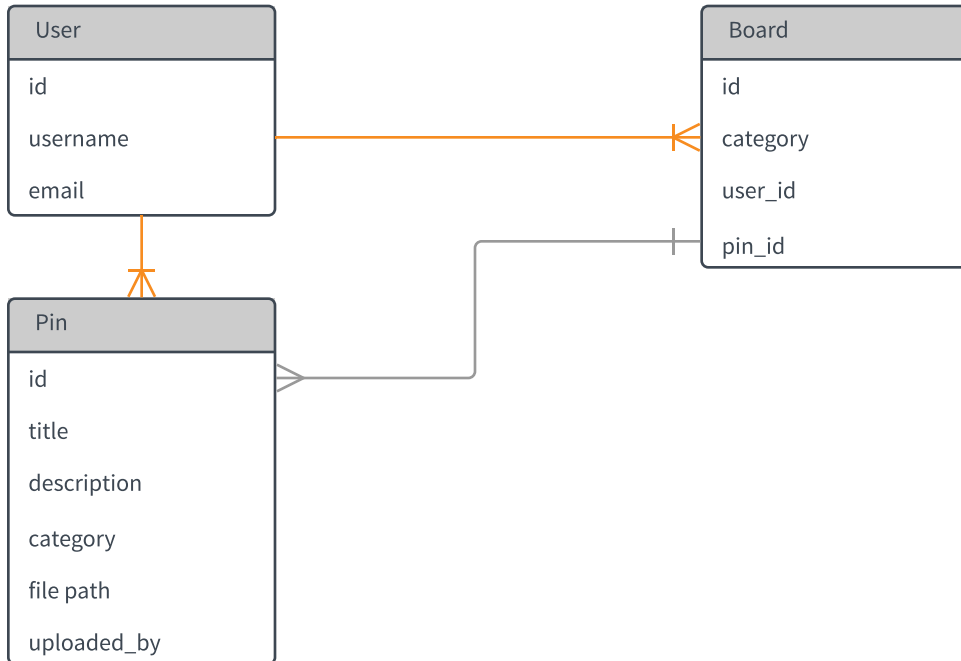 User
id
username
email
Board
id
category
user_id
pin_id
Pin
id
title
description
category
file path
uploaded_by